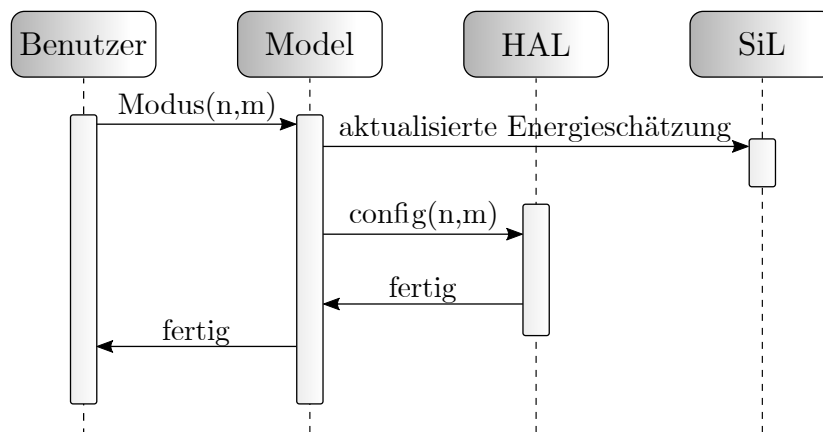 Benutzer
Model
HAL
SiL
Modus(n,m)
aktualisierte Energieschätzung
config(n,m)
fertig
fertig